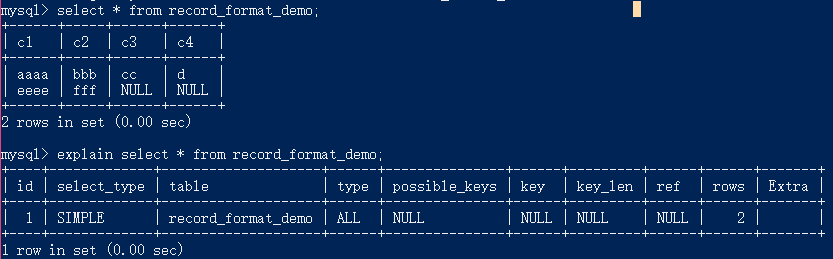 mysql> select * from record_format_demo;
+------+-----+------+------+
| c1 | c2 | c3 | c4 |
+------+-----+------+------+
| aaaa | bbb | cc | d |
| eeee | fff | NULL | NULL |
+------+-----+------+------+
2 rows in set (0.00 sec)
mysql> explain select * from record_format_demo;
+----+-------------+--------------------+------+---------------+------+---------+------+------+-------+
| id | select_type | table | type | possible_keys | key | key_len | ref | rows | Extra |
+----+-------------+--------------------+------+---------------+------+---------+------+------+-------+
| 1 | SIMPLE | record_format_demo | ALL | NULL | NULL | NULL | NULL | 2 | |
+----+-------------+--------------------+------+---------------+------+---------+------+------+-------+
1 row in set (0.00 sec)